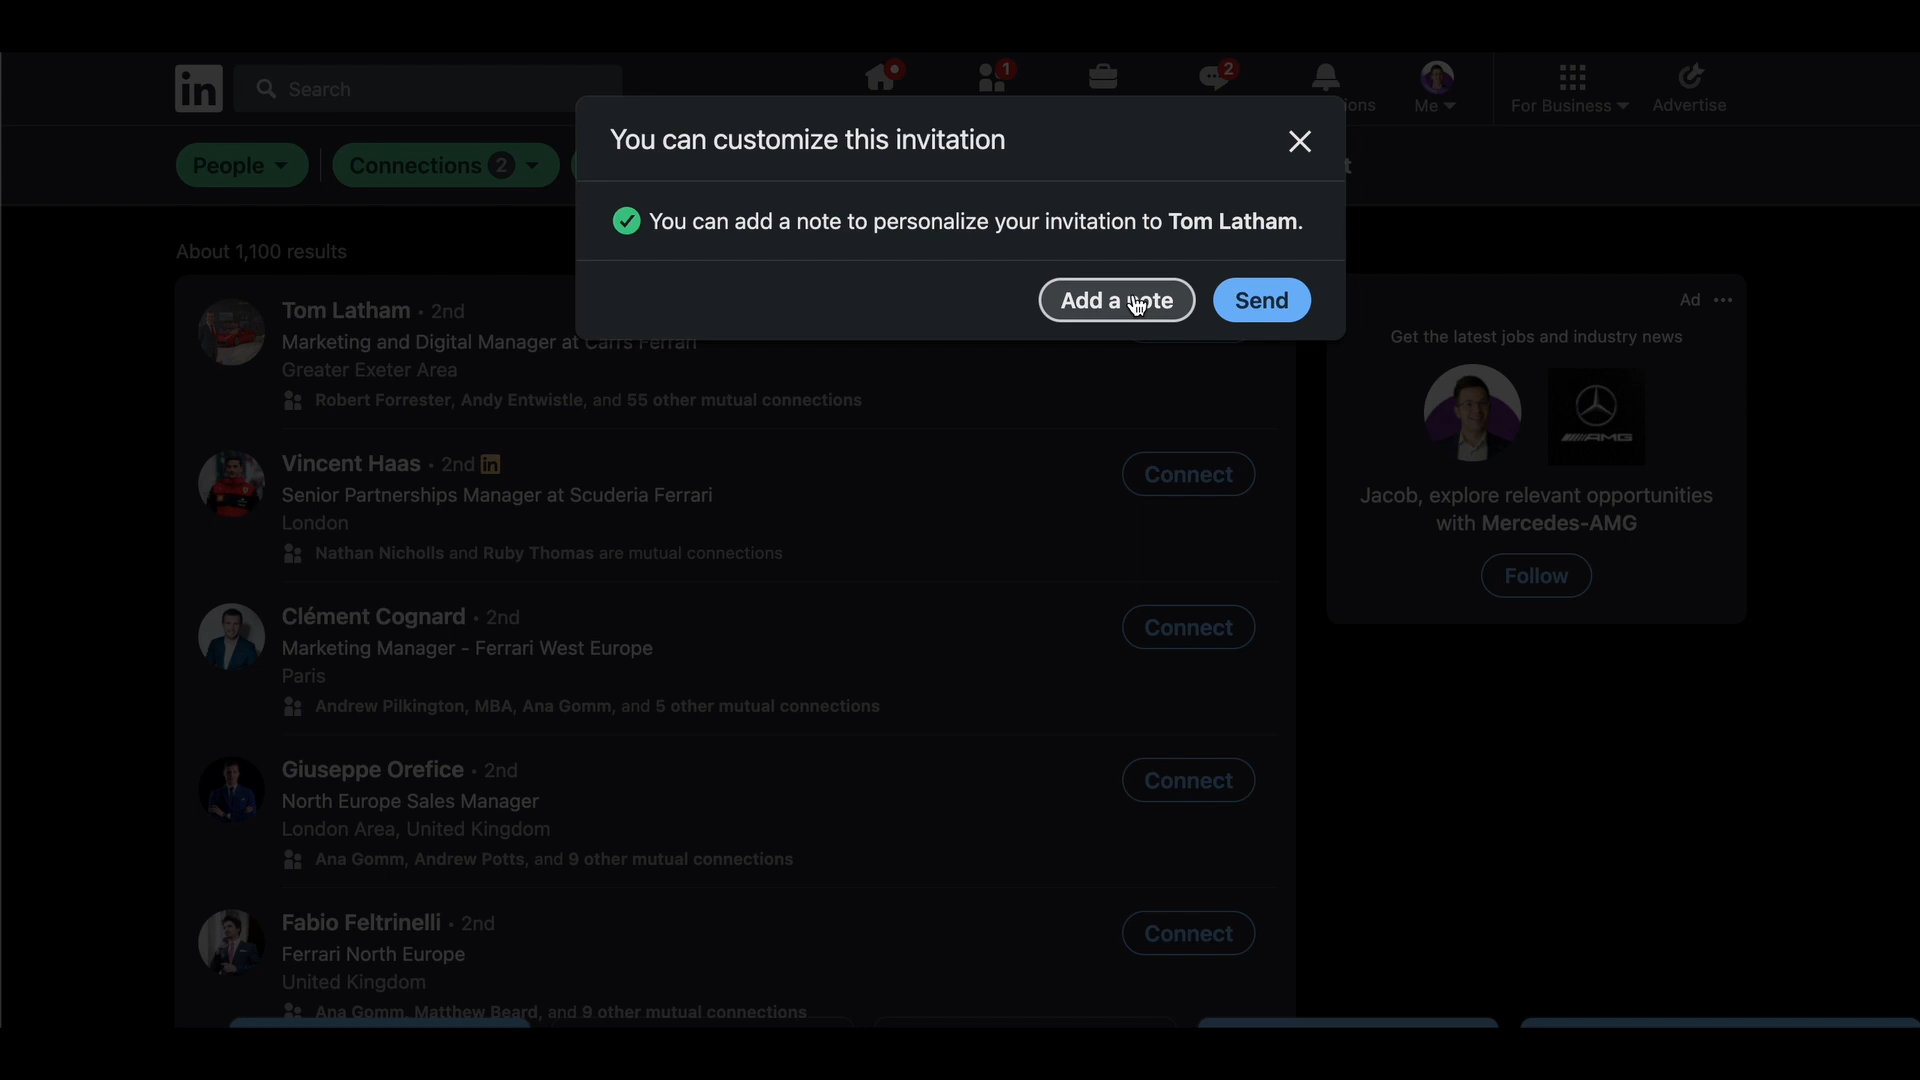 in
Search
1
2
ions
Me
For Business
Advertise
People
Connections 2
t
You can customize this invitation
You can add a note to personalize your invitation to Tom Latham.
Add a note
Send
About 1,100 results
Tom Latham · 2nd
Marketing and Digital Manager at Carrs Ferrari
Greater Exeter Area
Robert Forrester, Andy Entwistle, and 55 other mutual connections
Vincent Haas · 2nd in
Senior Partnerships Manager at Scuderia Ferrari
London
Nathan Nicholls and Ruby Thomas are mutual connections
Connect
Clément Cognard · 2nd
Marketing Manager - Ferrari West Europe
Paris
Andrew Pilkington, MBA, Ana Gomm, and 5 other mutual connections
Connect
Giuseppe Orefice · 2nd
North Europe Sales Manager
London Area, United Kingdom
Ana Gomm, Andrew Potts, and 9 other mutual connections
Connect
Fabio Feltrinelli · 2nd
Ferrari North Europe
United Kingdom
Ana Gomm, Matthew Beard, and 9 other mutual connections
Connect
Ad ···
Get the latest jobs and industry news
AMG
Jacob, explore relevant opportunities
with Mercedes-AMG
Follow